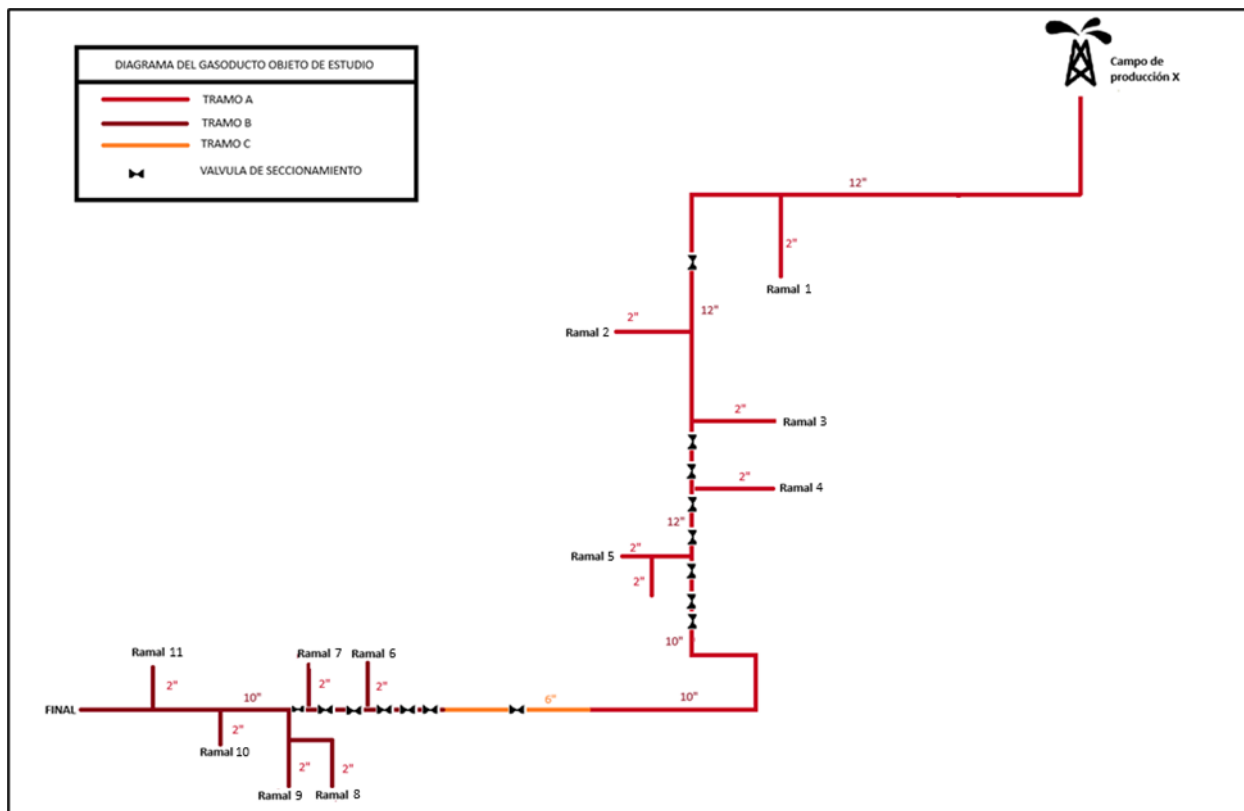 DIAGRAMA DEL GASODUCTO OBJETO DE ESTUDIO
TRAMO A
TRAMO B
TRAMO C
VALVULA DE SECCIONAMIENTO
Campo de
producción X
12"
2"
Ramal 1
12"
2"
Ramal 2
2"
Ramal 3
2"
Ramal 4
12"
2"
Ramal 5
2"
10"
Ramal 11
Ramal 7
Ramal 6
2"
2"
2"
10"
6"
10"
FINAL
2"
Ramal 10
2"
2"
Ramal 9
Ramal 8